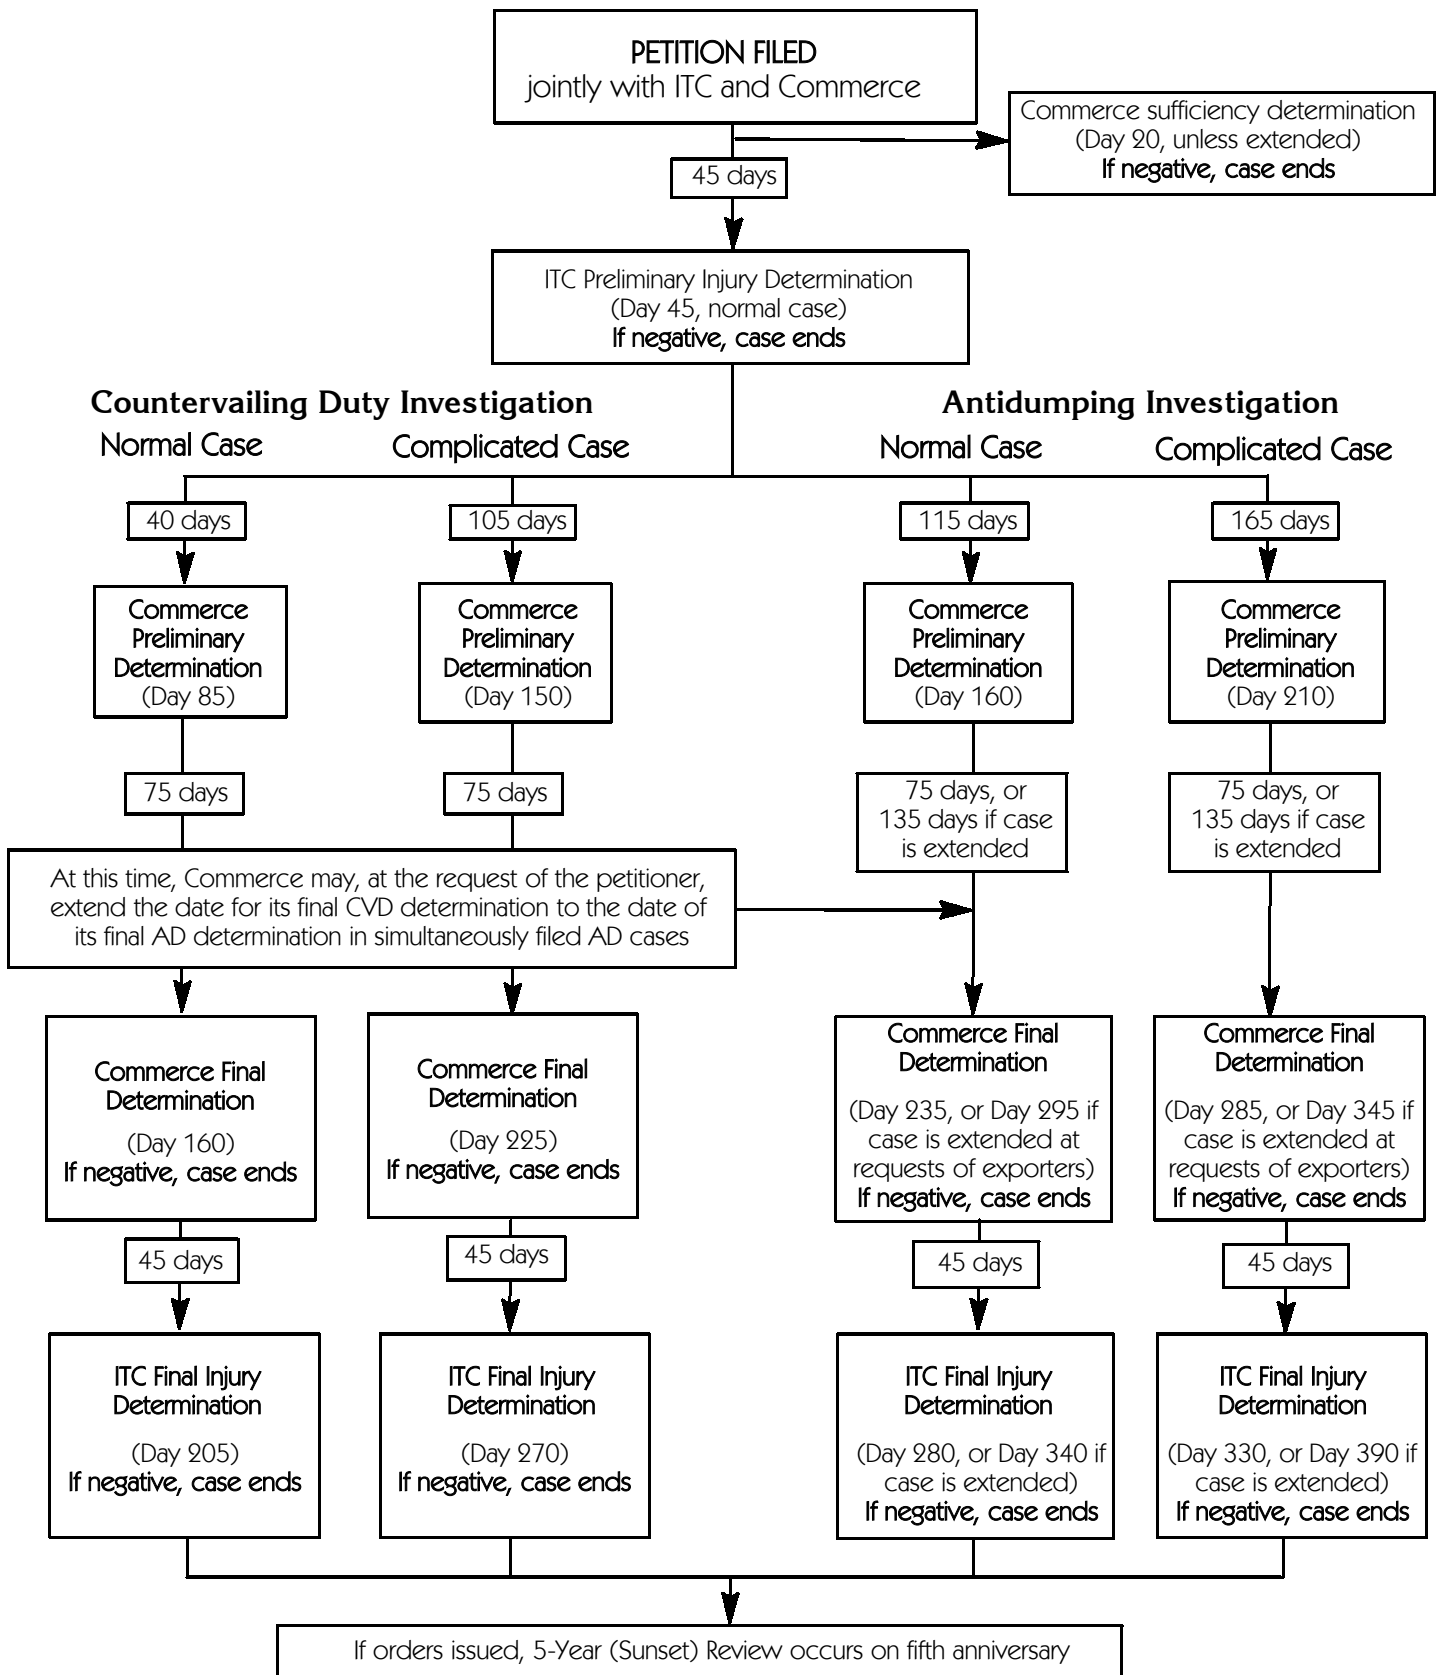 PETITION FILED
jointly with ITC and Commerce
Commerce sufficiency determination
(Day 20, unless extended)
If negative, case ends
45 days
ITC Preliminary Injury Determination
(Day 45, normal case)
If negative, case ends
Countervailing Duty Investigation
Normal Case
Complicated Case
Antidumping Investigation
Normal Case
Complicated Case
40 days
105 days
115 days
165 days
Commerce
Preliminary
Determination
(Day 85)
Commerce
Preliminary
Determination
(Day 150)
Commerce
Preliminary
Determination
(Day 160)
Commerce
Preliminary
Determination
(Day 210)
75 days
75 days
75 days, or
135 days if case
is extended
75 days, or
135 days if case
is extended
At this time, Commerce may, at the request of the petitioner,
extend the date for its final CVD determination to the date of
its final AD determination in simultaneously filed AD cases
Commerce Final
Determination
(Day 160)
If negative, case ends
Commerce Final
Determination
(Day 225)
If negative, case ends
Commerce Final
Determination
(Day 235, or Day 295 if
case is extended at
requests of exporters)
If negative, case ends
Commerce Final
Determination
(Day 285, or Day 345 if
case is extended at
requests of exporters)
If negative, case ends
45 days
45 days
45 days
45 days
ITC Final Injury
Determination
(Day 205)
If negative, case ends
ITC Final Injury
Determination
(Day 270)
If negative, case ends
ITC Final Injury
Determination
(Day 280, or Day 340 if
case is extended)
If negative, case ends
ITC Final Injury
Determination
(Day 330, or Day 390 if
case is extended)
If negative, case ends
If orders issued, 5-Year (Sunset) Review occurs on fifth anniversary